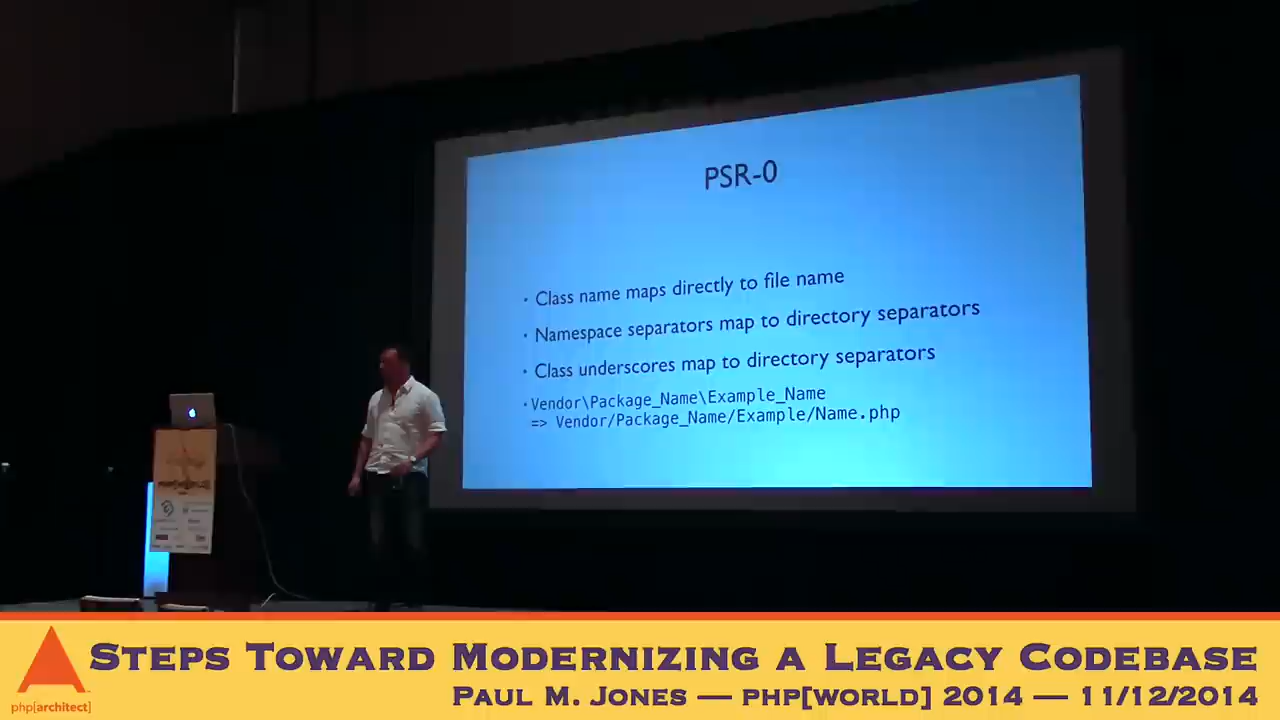 PSR-0
· Class name maps directly to file name
· Namespace separators map to directory separators
· Class underscores map to directory separators
· Vendor\Package_Name\Example_Name
=> Vendor/Package_Name/Example/Name.php
STEPS TOWARD MODERNIZING A LEGACY CODEBASE
PAUL M. JONES — PHP[WORLD] 2014 — 11/12/2014
php[architect]